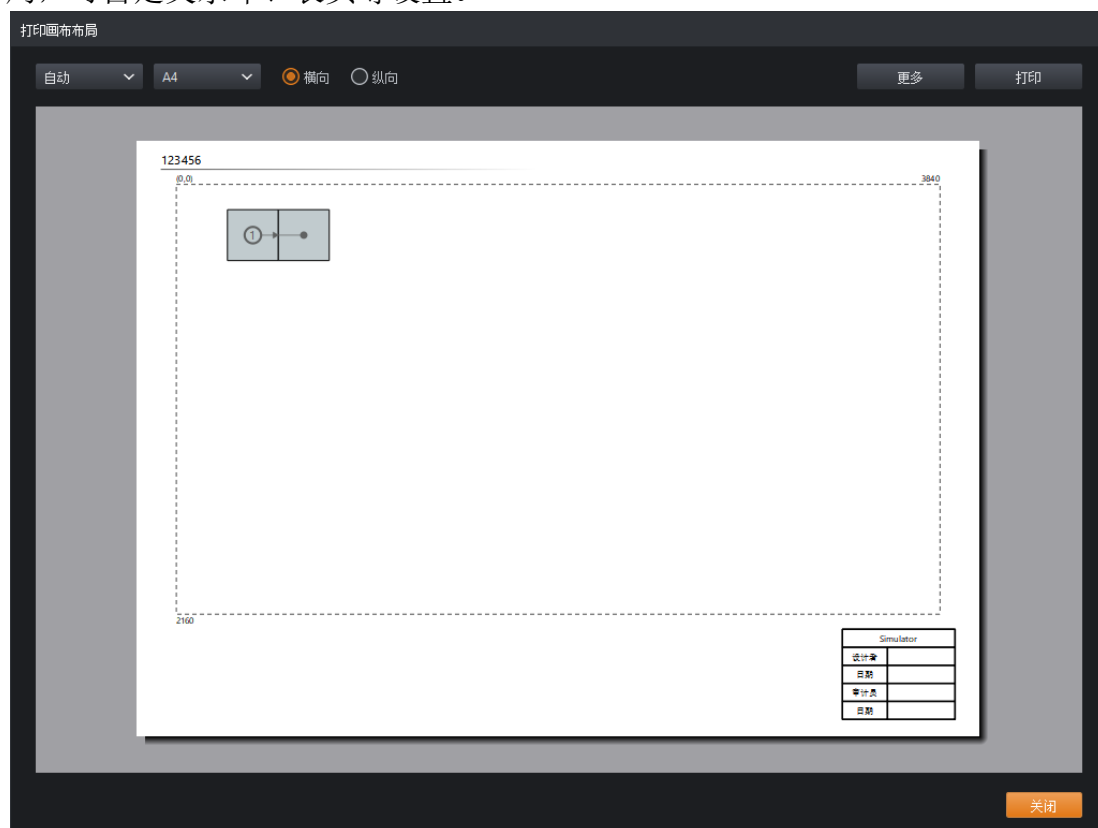 打印画布布局
自动 A4 横向 纵向 更多 打印
123456
(0,0) 3840
1
2160
Simulator
设计者
日期
审计员
日期
关闭